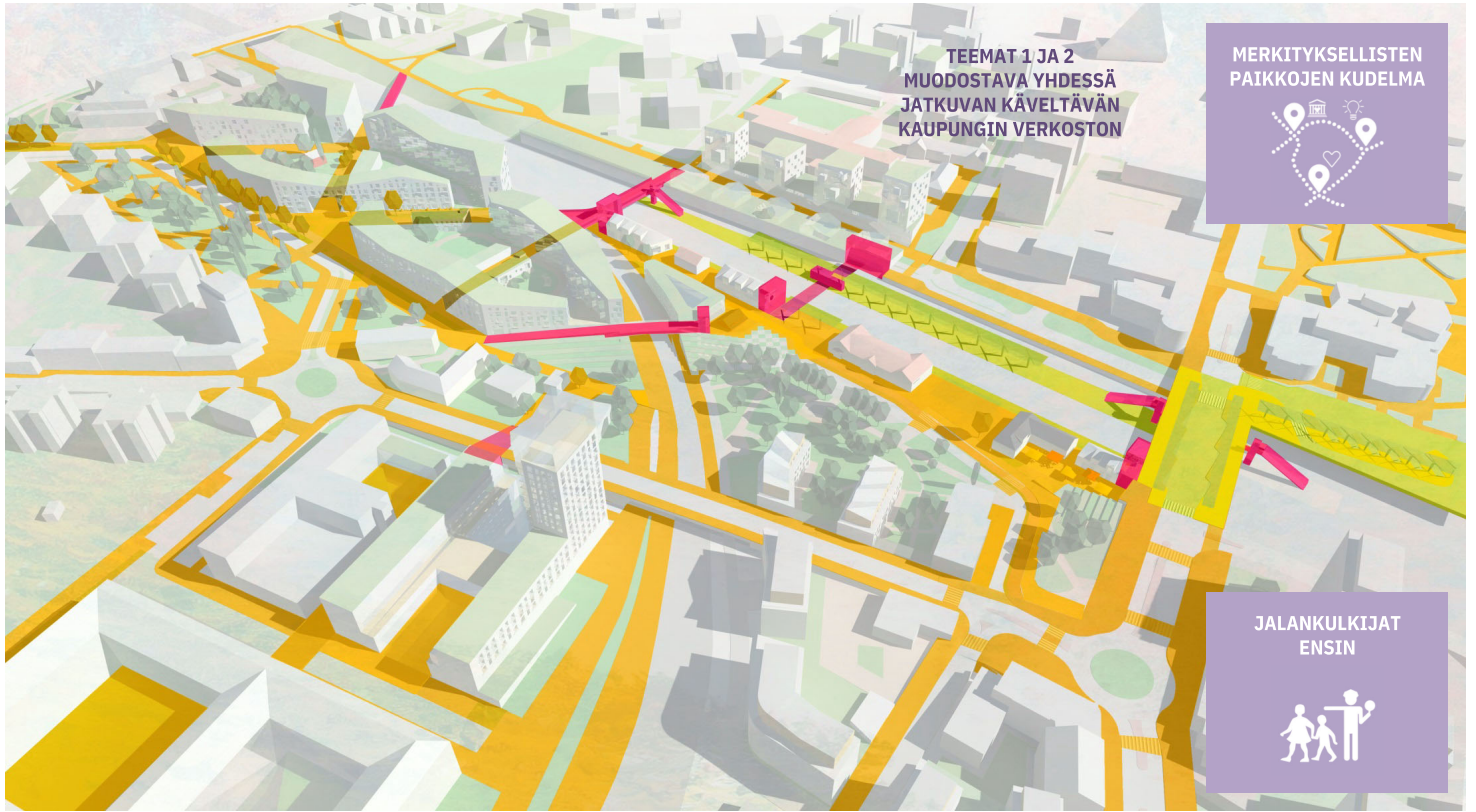 TEEMAT 1 JA 2
MUODOSTAVA YHDESSÄ
JATKUVAN KÄVELTÄVÄN
KAUPUNGIN VERKOSTON
MERKITYKSELLISTEN
PAIKKOJEN KUDELMA
JALANKULKIJAT
ENSIN